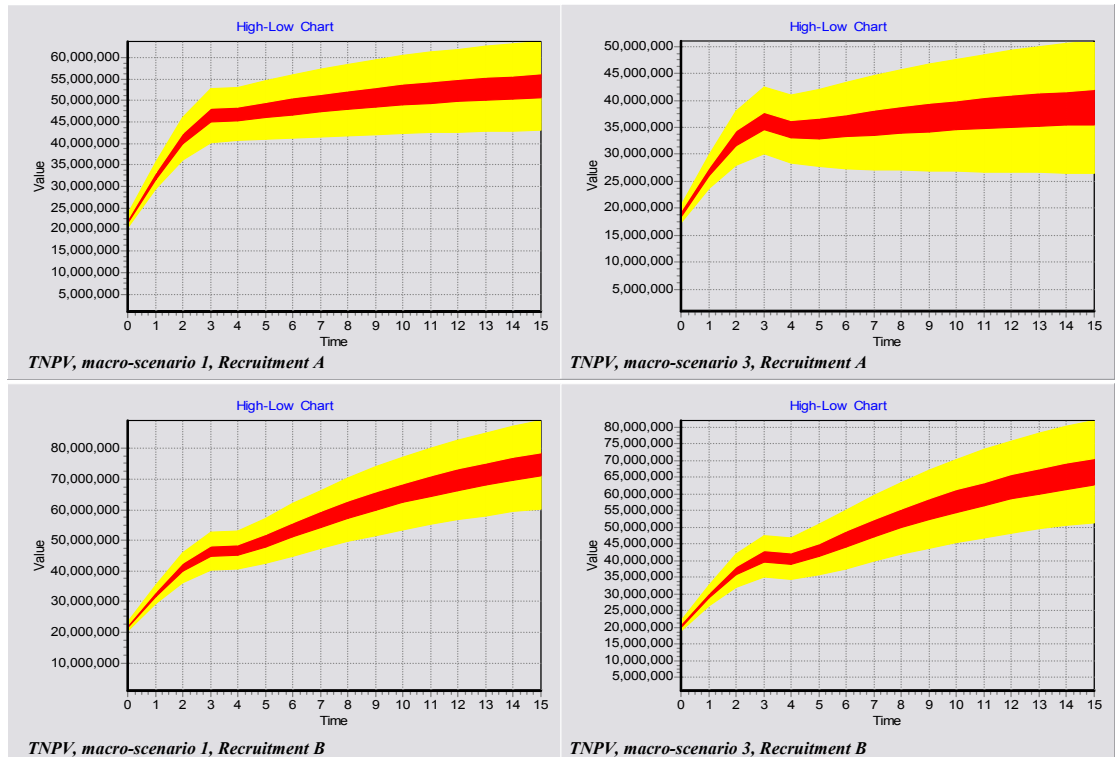 High-Low Chart
60,000,000
55,000,000
50,000,000
45,000,000
40,000,000
35,000,000
30,000,000
25,000,000
20,000,000
15,000,000
10,000,000
5,000,000
Value
0 1 2 3 4 5 6 7 8 9 10 11 12 13 14 15
Time
TNPV, macro-scenario 1, Recruitment A
High-Low Chart
50,000,000
45,000,000
40,000,000
35,000,000
30,000,000
25,000,000
20,000,000
15,000,000
10,000,000
5,000,000
Value
0 1 2 3 4 5 6 7 8 9 10 11 12 13 14 15
Time
TNPV, macro-scenario 3, Recruitment A
High-Low Chart
80,000,000
70,000,000
60,000,000
50,000,000
40,000,000
30,000,000
20,000,000
10,000,000
Value
0 1 2 3 4 5 6 7 8 9 10 11 12 13 14 15
Time
TNPV, macro-scenario 1, Recruitment B
High-Low Chart
80,000,000
75,000,000
70,000,000
65,000,000
60,000,000
55,000,000
50,000,000
45,000,000
40,000,000
35,000,000
30,000,000
25,000,000
20,000,000
15,000,000
10,000,000
5,000,000
Value
0 1 2 3 4 5 6 7 8 9 10 11 12 13 14 15
Time
TNPV, macro-scenario 3, Recruitment B